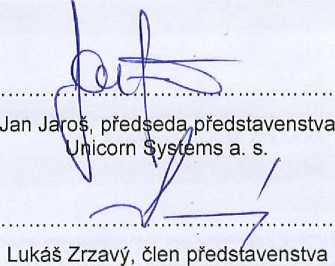 Jan Jaroš, předseda představenstva
Unicorn Systems a. s.
Lukáš Zrzavý, člen představenstva